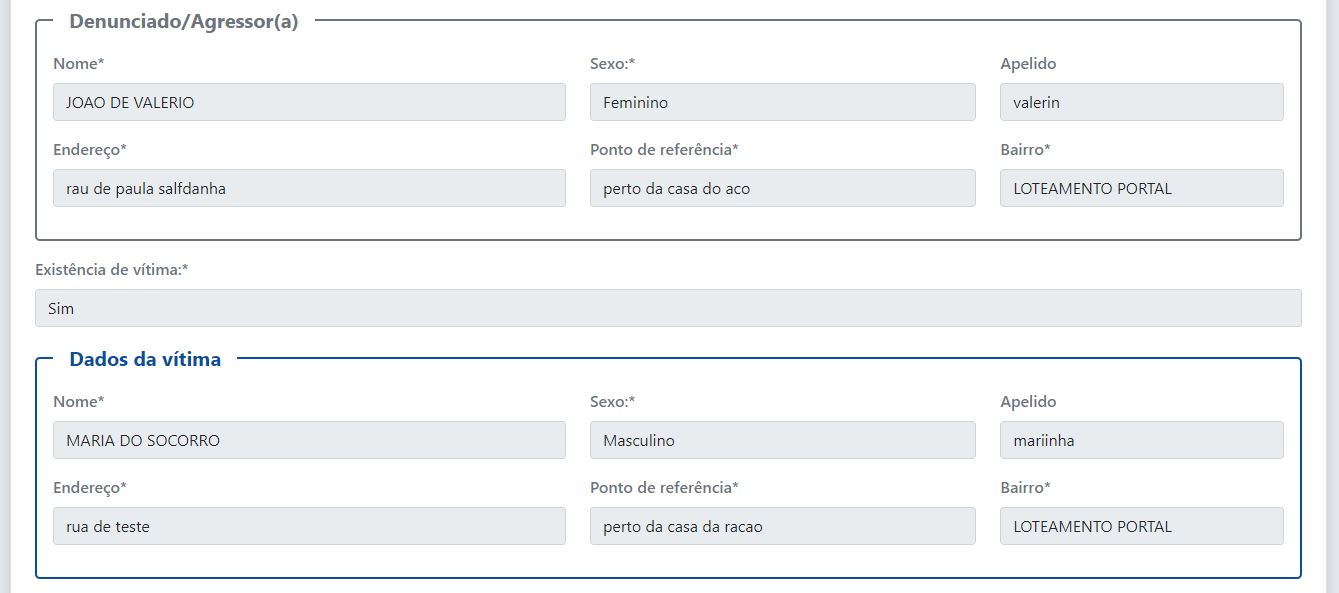 Denunciado/Agressor(a)
Nome* Sexo:* Apelido
JOAO DE VALERIO Feminino valerin
Endereço* Ponto de referência* Bairro*
rau de paula salfdanha perto da casa do aco LOTEAMENTO PORTAL
Existência de vítima:*
Sim
Dados da vítima
Nome* Sexo:* Apelido
MARIA DO SOCORRO Masculino mariinha
Endereço* Ponto de referência* Bairro*
rua de teste perto da casa da racao LOTEAMENTO PORTAL